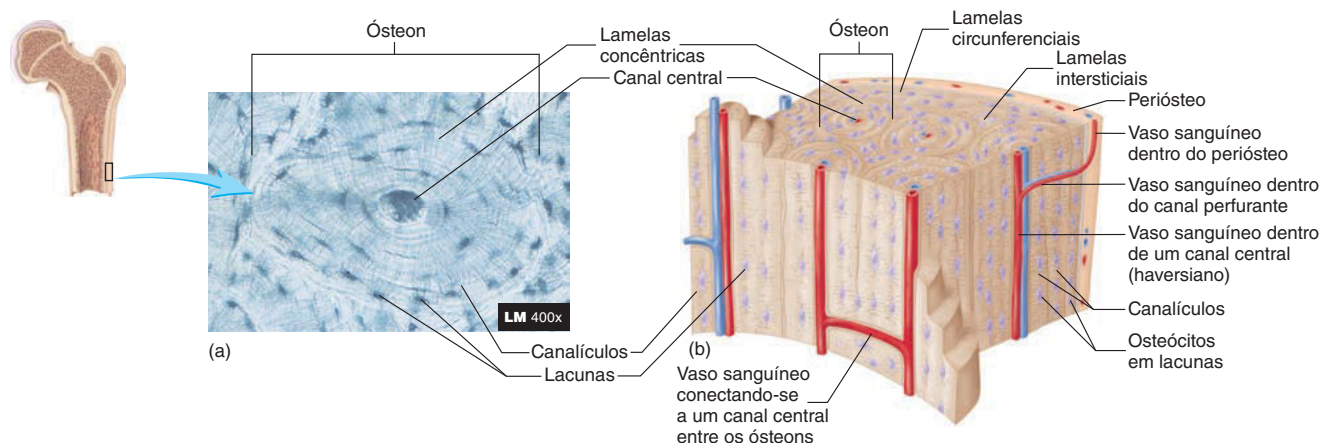 Ósteon
Lamelas
concêntricas
Canal central
Ósteon
Lamelas
circunferenciais
Lamelas
intersticiais
Periósteo
Vaso sanguíneo
dentro do periósteo
Vaso sanguíneo dentro
do canal perfurante
Vaso sanguíneo dentro
de um canal central
(haversiano)
Canalículos
Osteócitos
em lacunas
LM 400x
(a)
Canalículos
Lacunas
(b)
Vaso sanguíneo
conectando-se
a um canal central
entre os ósteons